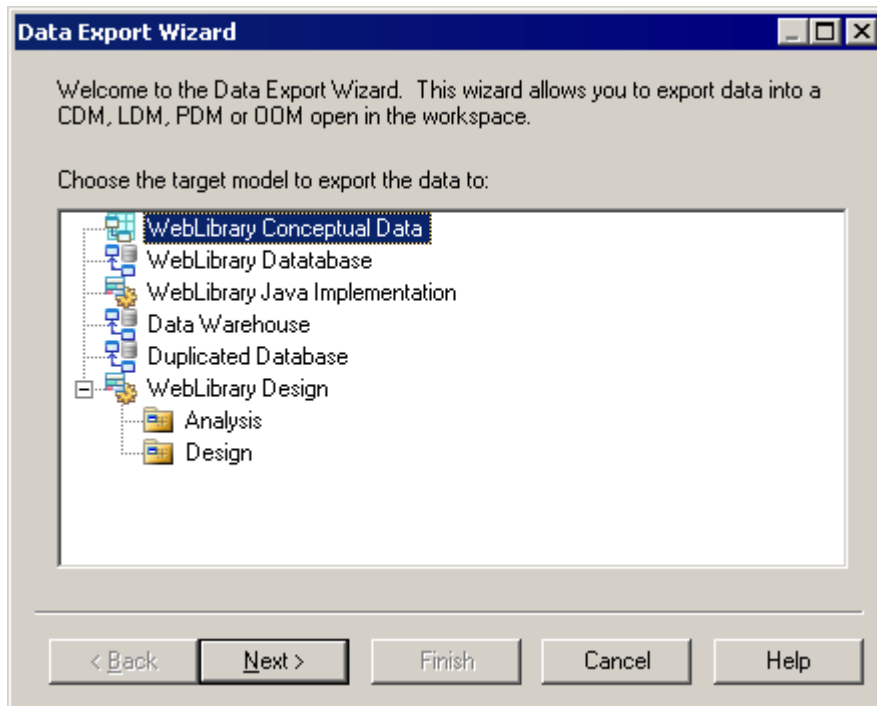 Data Export Wizard
Welcome to the Data Export Wizard. This wizard allows you to export data into a
CDM, LDM, PDM or OOM open in the workspace.
Choose the target model to export the data to:
WebLibrary Conceptual Data
WebLibrary Datatabase
WebLibrary Java Implementation
Data Warehouse
Duplicated Database
WebLibrary Design
Analysis
Design
< Back Next > Finish Cancel Help